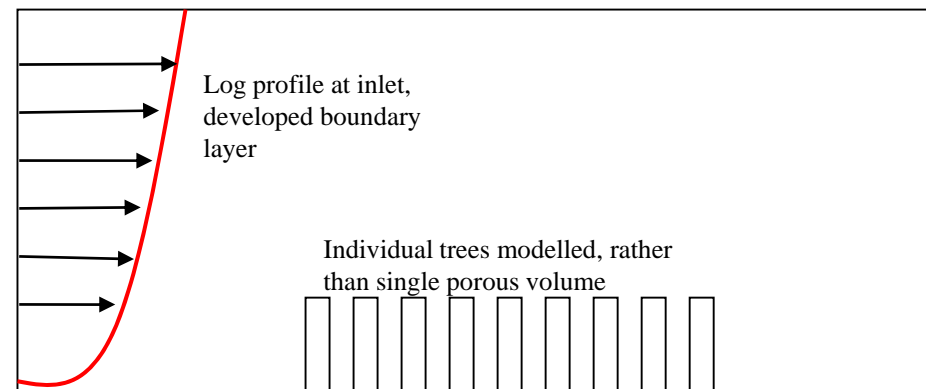 Log profile at inlet,
developed boundary
layer
Individual trees modelled, rather
than single porous volume